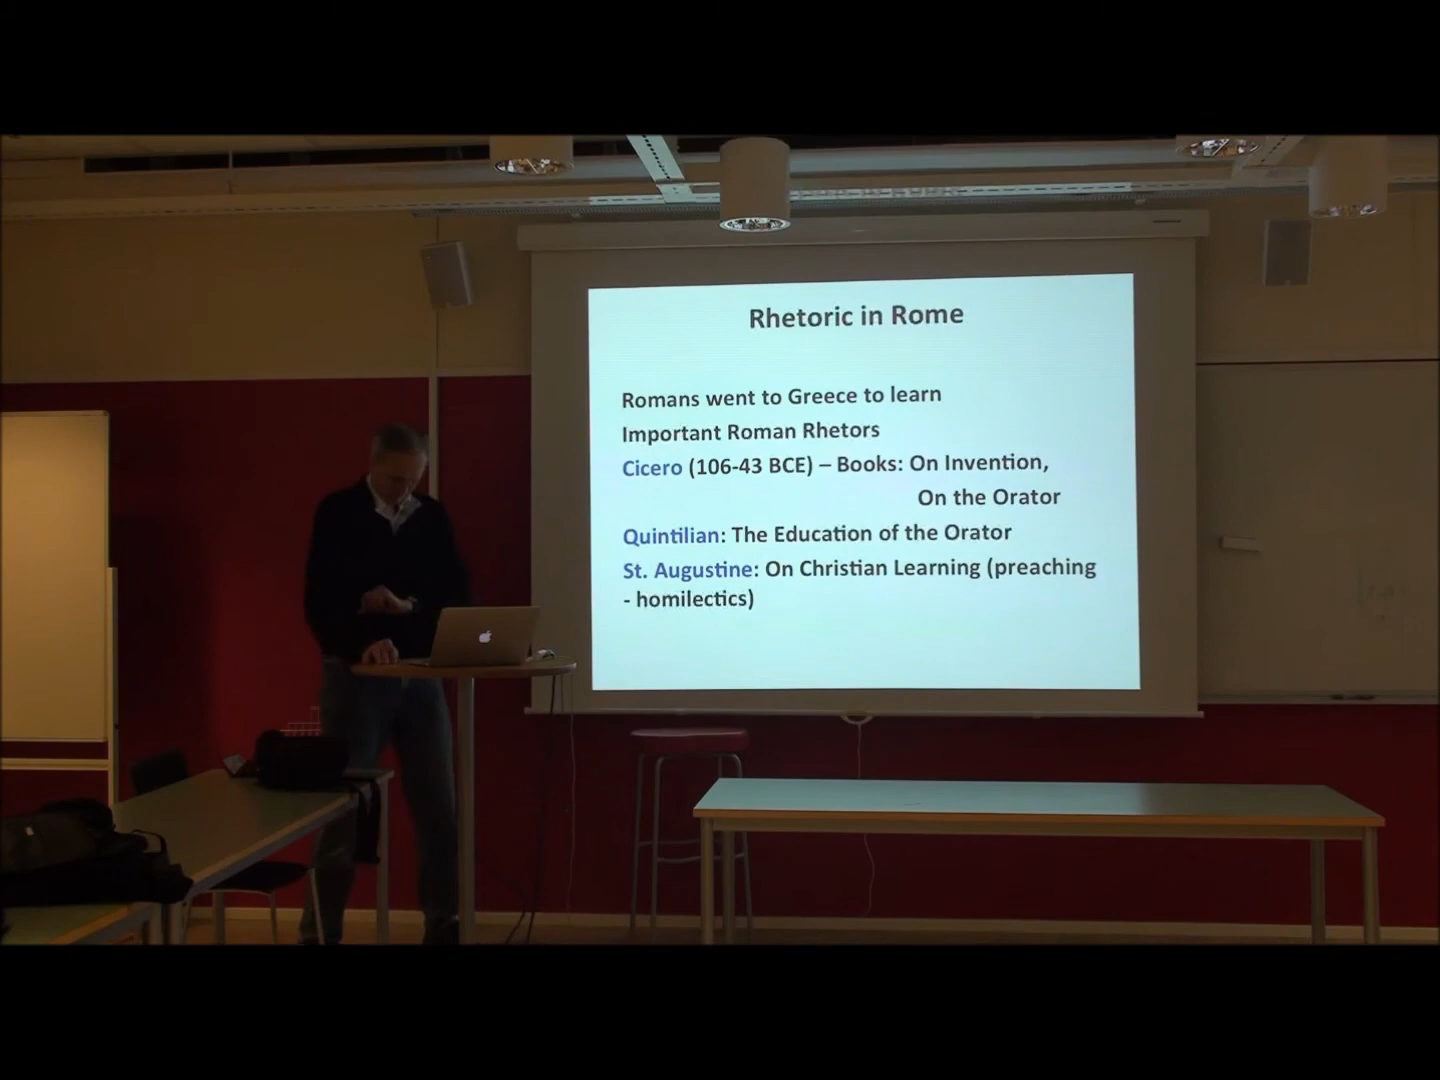 Rhetoric in Rome
Romans went to Greece to learn
Important Roman Rhetors
Cicero (106-43 BCE) – Books: On Invention,
On the Orator
Quintilian: The Education of the Orator
St. Augustine: On Christian Learning (preaching
- homilectics)